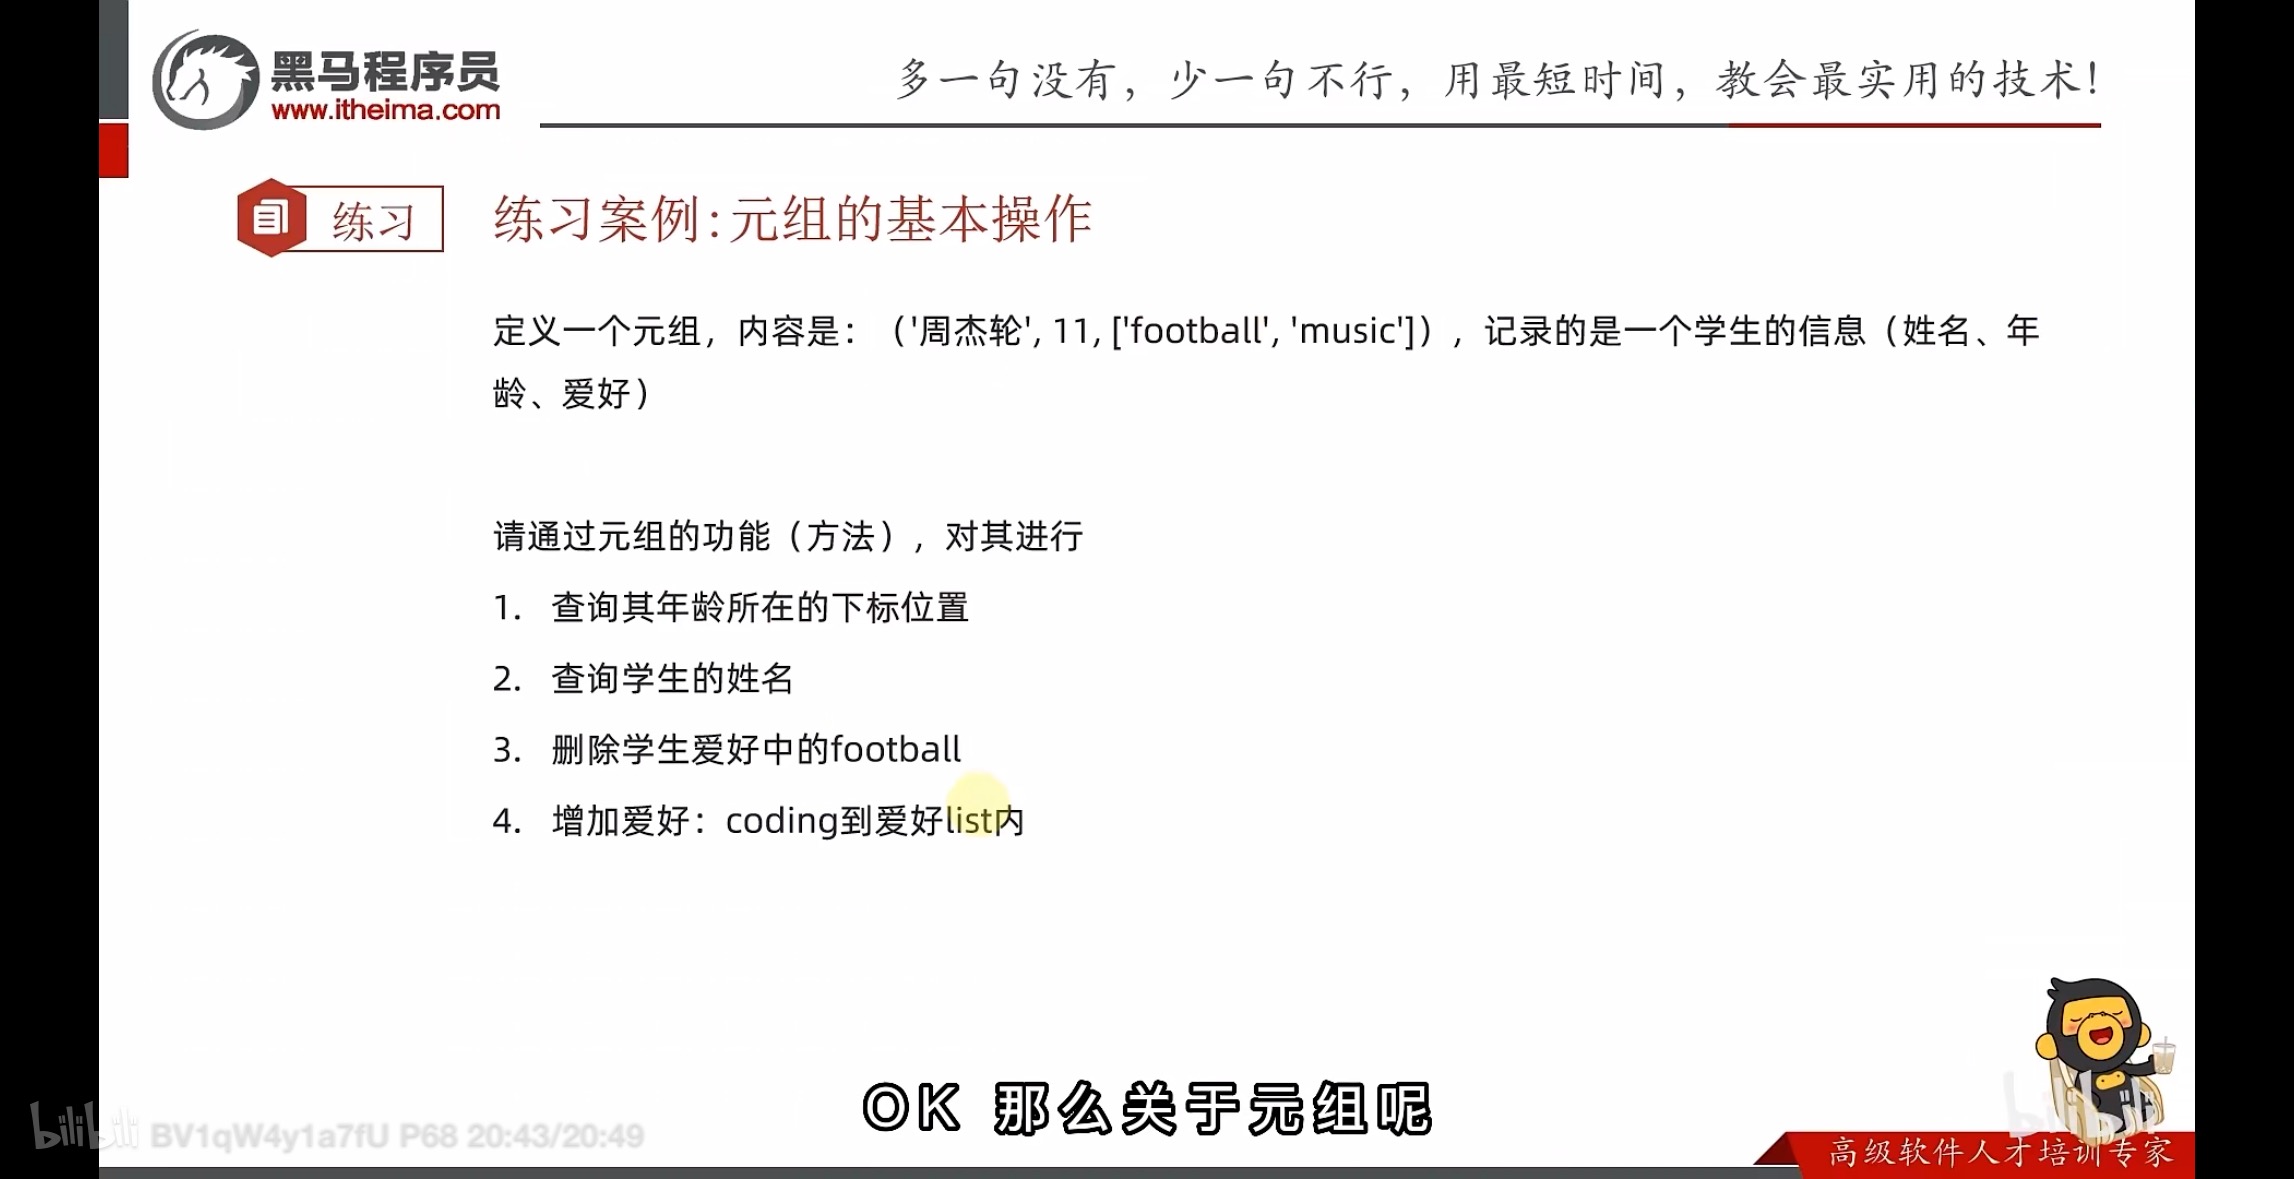 黑马程序员
www.itheima.com
多一句没有，少一句不行，用最短时间，教会最实用的技术！
练习
练习案例：元组的基本操作
定义一个元组，内容是：（'周杰轮', 11, ['football', 'music']），记录的是一个学生的信息（姓名、年
龄、爱好）
请通过元组的功能（方法），对其进行
1. 查询其年龄所在的下标位置
2. 查询学生的姓名
3. 删除学生爱好中的football
4. 增加爱好：coding到爱好list内
OK 那么关于元组呢
bilibili BV1qW4y1a7fU P68 20:43/20:49
bilibili
高级软件人才培训专家